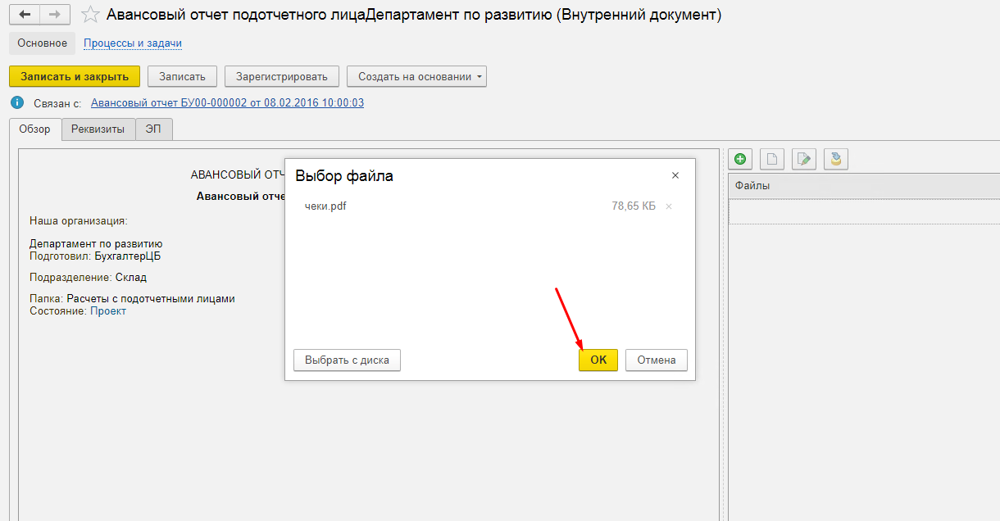 Авансовый отчет подотчетного лицаДепартамент по развитию (Внутренний документ)
Основное Процессы и задачи
Записать и закрыть Записать Зарегистрировать Создать на основании
Связан с: Авансовый отчет БУ00-000002 от 08.02.2016 10:00:03
Обзор Реквизиты ЭП
АВАНСОВЫЙ ОТЧ
Авансовый отче
Наша организация:
Департамент по развитию
Подготовил: БухгалтерЦБ
Подразделение: Склад
Папка: Расчеты с подотчетными лицами
Состояние: Проект
Выбор файла
чеки.pdf 78,65 КБ
Выбрать с диска ОК Отмена
Файлы